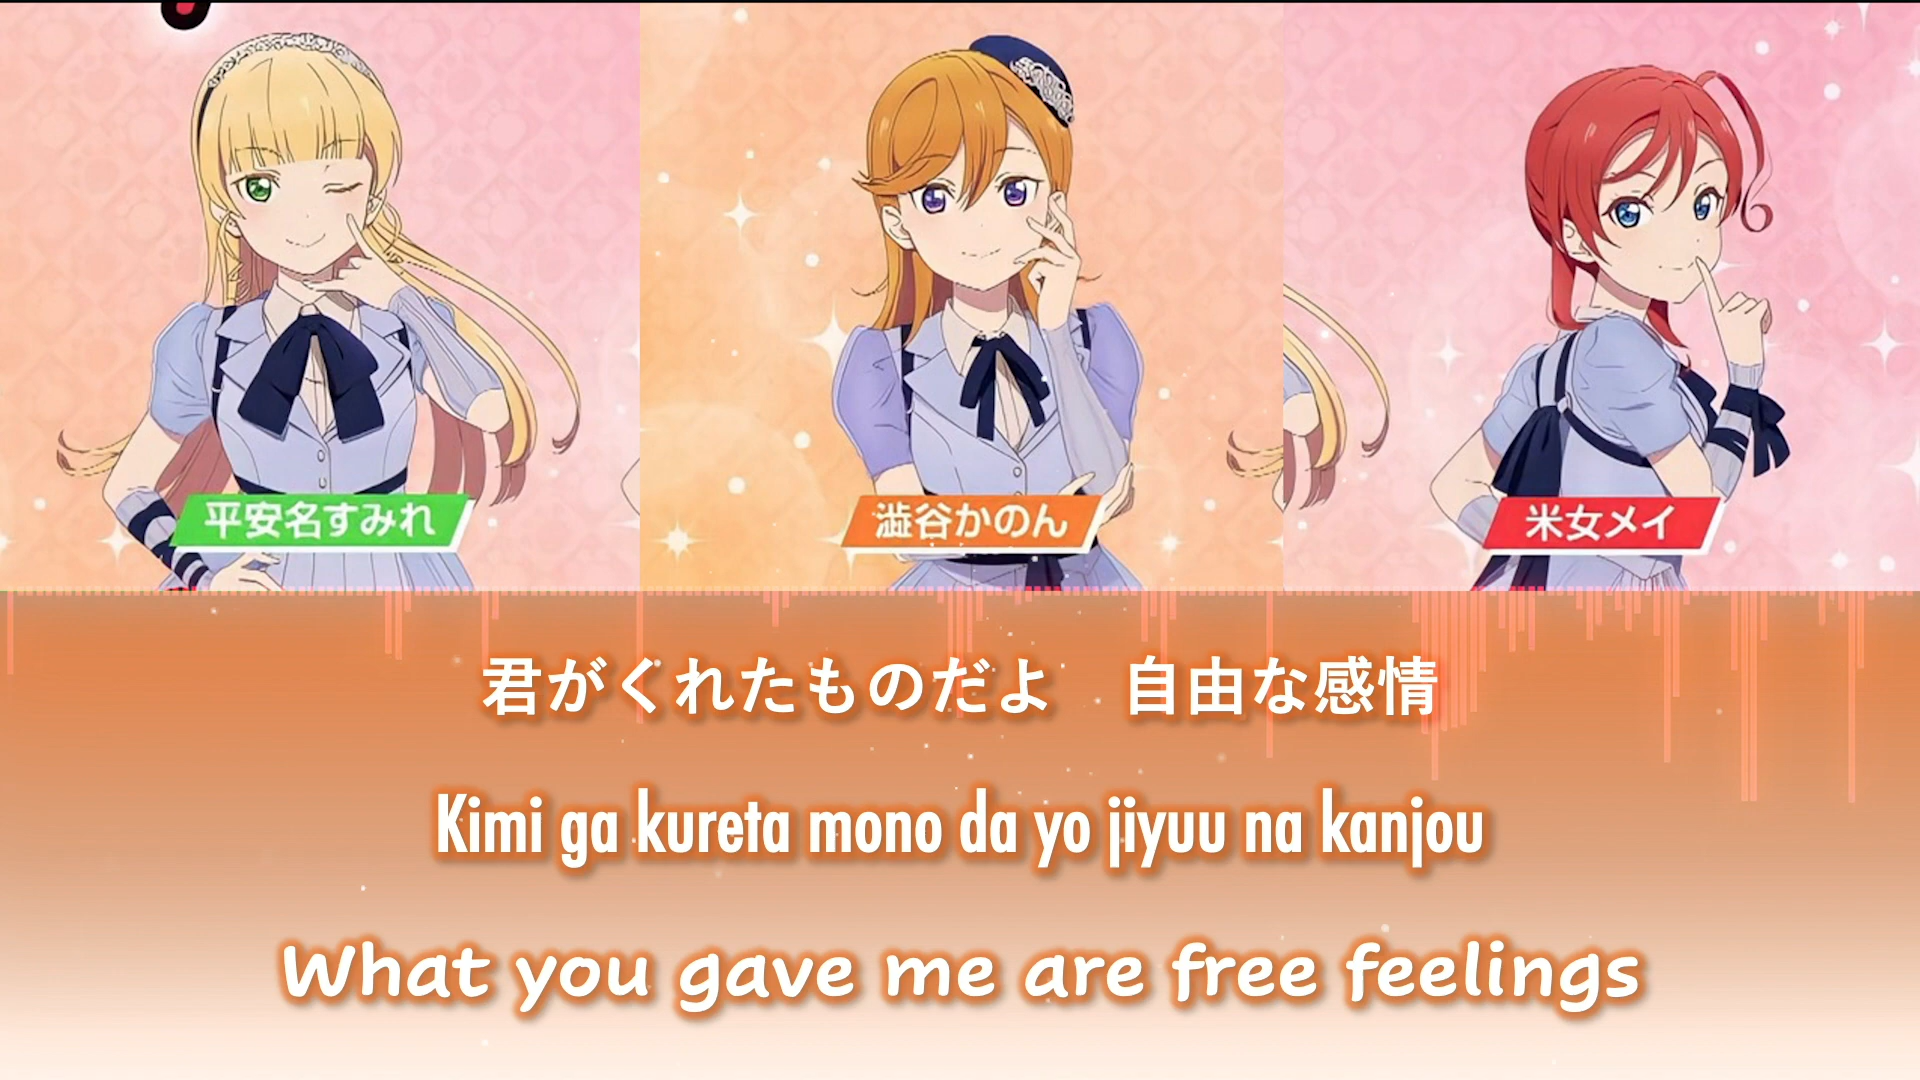 平安名すみれ
澁谷かのん
米女メイ
君がくれたものだよ　自由な感情
Kimi ga kureta mono da yo jiyuu na kanjou
What you gave me are free feelings